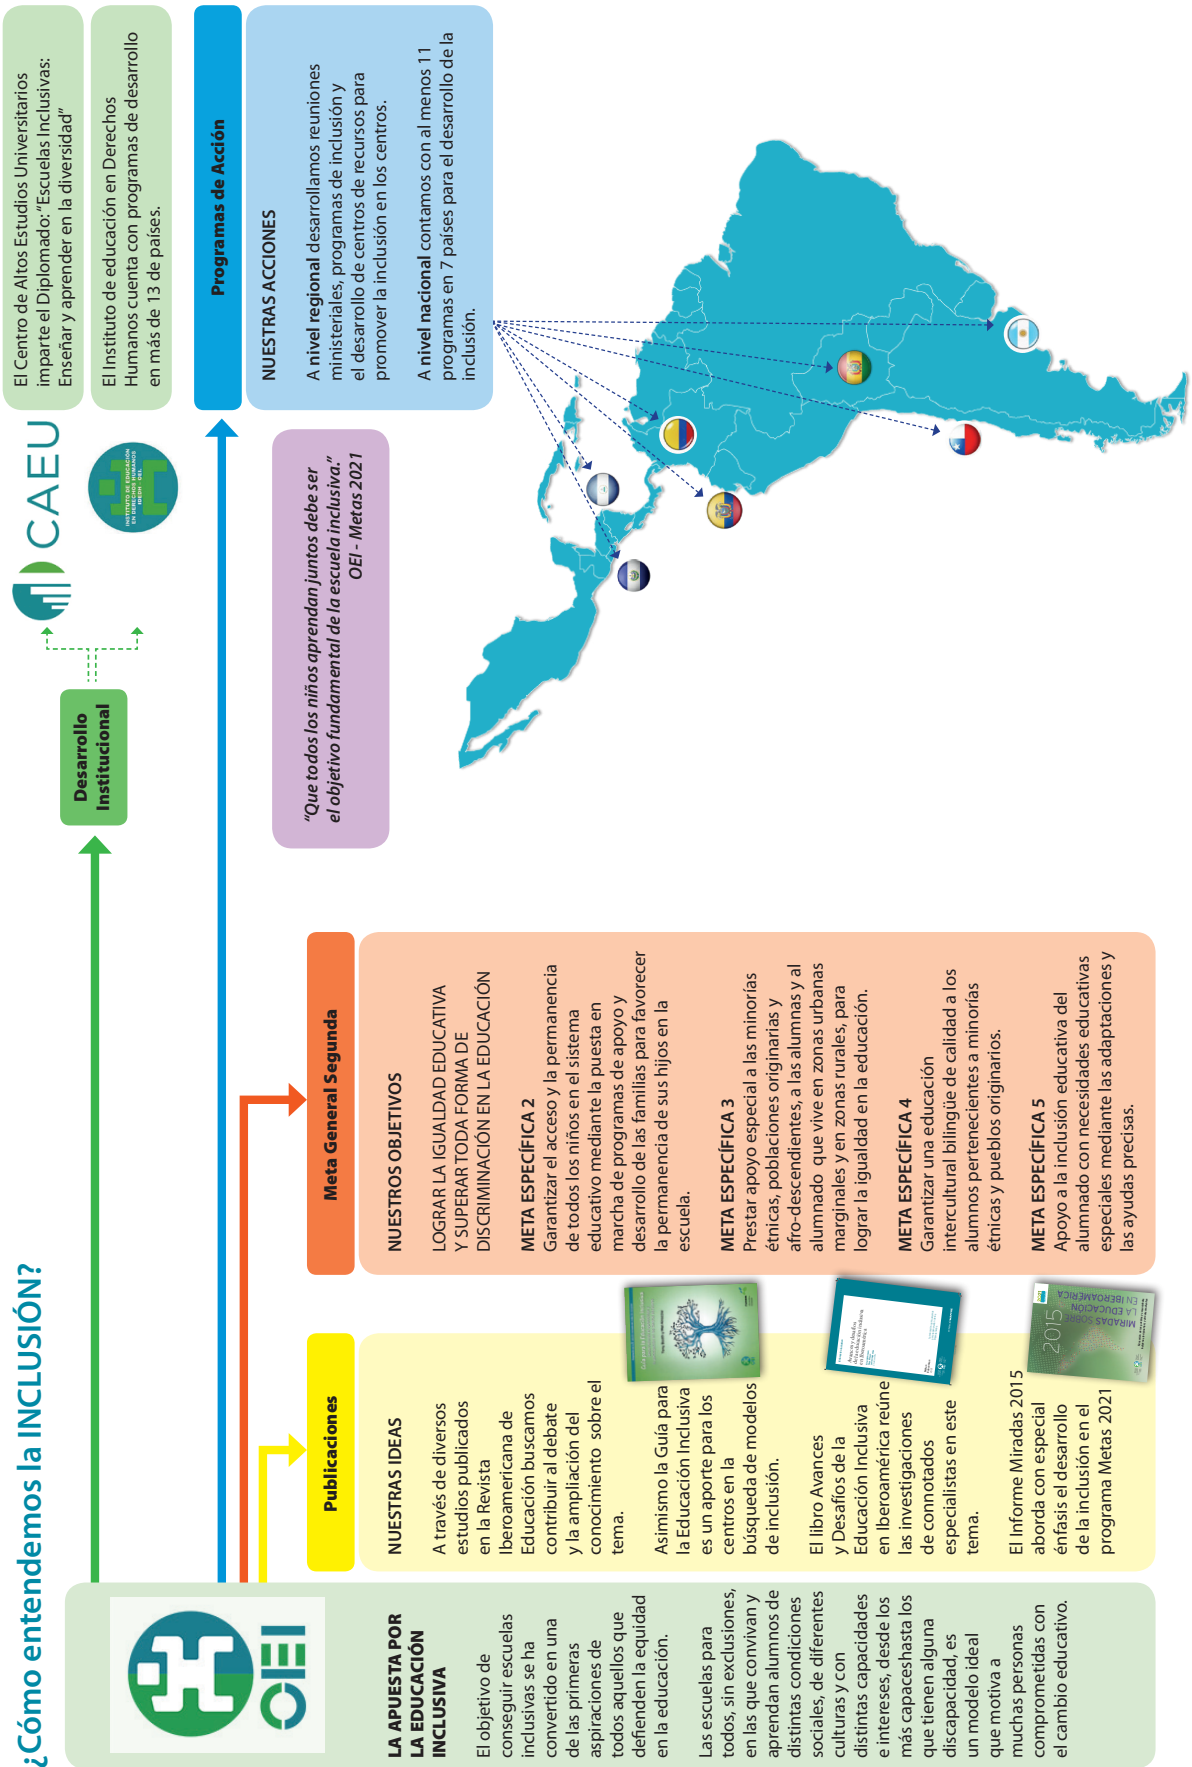 ¿Cómo entendemos la INCLUSIÓN?
OEI
LA APUESTA POR
LA EDUCACIÓN
INCLUSIVA
El objetivo de
conseguir escuelas
inclusivas se ha
convertido en una
de las primeras
aspiraciones de
todos aquellos que
defienden la equidad
en la educación.
Las escuelas para
todos, sin exclusiones,
en las que convivan y
aprendan alumnos de
distintas condiciones
sociales, de diferentes
culturas y con
distintas capacidades
e intereses, desde los
más capaceshasta los
que tienen alguna
discapacidad, es
un modelo ideal
que motiva a
muchas personas
comprometidas con
el cambio educativo.
Publicaciones
NUESTRAS IDEAS
A través de diversos
estudios publicados
en la Revista
Iberoamericana de
Educación buscamos
contribuir al debate
y la ampliación del
conocimiento sobre el
tema.
Asimismo la Guía para
la Educación Inclusiva
es un aporte para los
centros en la
búsqueda de modelos
de inclusión.
El libro Avances
y Desafíos de la
Educación Inclusiva
en Iberoamérica reúne
las investigaciones
de connotados
especialistas en este
tema.
El Informe Miradas 2015
aborda con especial
énfasis el desarrollo
de la inclusión en el
programa Metas 2021
2015
MIRADAS SOBRE
LA EDUCACIÓN
EN IBEROAMÉRICA
Meta General Segunda
NUESTROS OBJETIVOS
LOGRAR LA IGUALDAD EDUCATIVA
Y SUPERAR TODA FORMA DE
DISCRIMINACIÓN EN LA EDUCACIÓN
META ESPECÍFICA 2
Garantizar el acceso y la permanencia
de todos los niños en el sistema
educativo mediante la puesta en
marcha de programas de apoyo y
desarrollo de las familias para favorecer
la permanencia de sus hijos en la
escuela.
META ESPECÍFICA 3
Prestar apoyo especial a las minorías
étnicas, poblaciones originarias y
afro-descendientes, a las alumnas y al
alumnado que vive en zonas urbanas
marginales y en zonas rurales, para
lograr la igualdad en la educación.
META ESPECÍFICA 4
Garantizar una educación
intercultural bilingüe de calidad a los
alumnos pertenecientes a minorías
étnicas y pueblos originarios.
META ESPECÍFICA 5
Apoyo a la inclusión educativa del
alumnado con necesidades educativas
especiales mediante las adaptaciones y
las ayudas precisas.
Desarrollo
Institucional
CAEU
INSTITUTO DE EDUCACIÓN
EN DERECHOS HUMANOS
El Centro de Altos Estudios Universitarios
imparte el Diplomado: "Escuelas Inclusivas:
Enseñar y aprender en la diversidad"
El Instituto de educación en Derechos
Humanos cuenta con programas de desarrollo
en más de 13 de países.
"Que todos los niños aprendan juntos debe ser
el objetivo fundamental de la escuela inclusiva."
OEI - Metas 2021
Programas de Acción
NUESTRAS ACCIONES
A nivel regional desarrollamos reuniones
ministeriales, programas de inclusión y
el desarrollo de centros de recursos para
promover la inclusión en los centros.
A nivel nacional contamos con al menos 11
programas en 7 países para el desarrollo de la
inclusión.